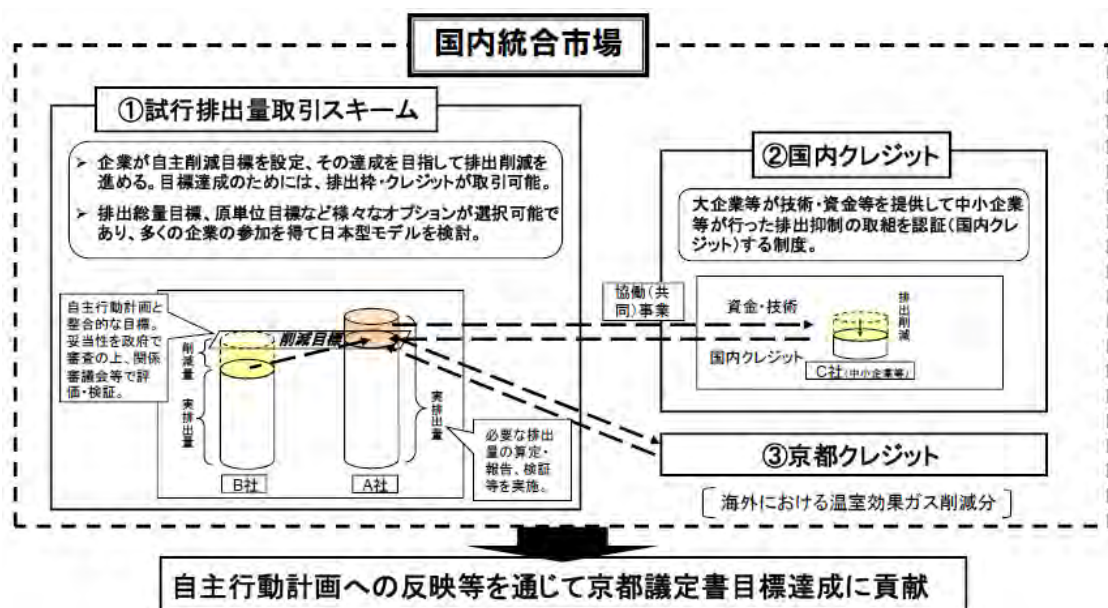 国内統合市場
①試行排出量取引スキーム
➢ 企業が自主削減目標を設定、その達成を目指して排出削減を
進める。目標達成のためには、排出枠・クレジットが取引可能。
➢ 排出総量目標、原単位目標など様々なオプションが選択可能で
あり、多くの企業の参加を得て日本型モデルを検討。
自主行動計画と
整合的な目標。
妥当性を政府で
審査の上、関係
審議会等で評
価・検証。
削減量
実排出量
削減目標
B社
A社
実排出量
必要な排出
量の算定・
報告、検証
等を実施。
②国内クレジット
大企業等が技術・資金等を提供して中小企業
等が行った排出抑制の取組を認証(国内クレ
ジット)する制度。
協働(共
同)事業
資金・技術
国内クレジット
排出削減
C社(中小企業等)
③京都クレジット
[海外における温室効果ガス削減分]
自主行動計画への反映等を通じて京都議定書目標達成に貢献